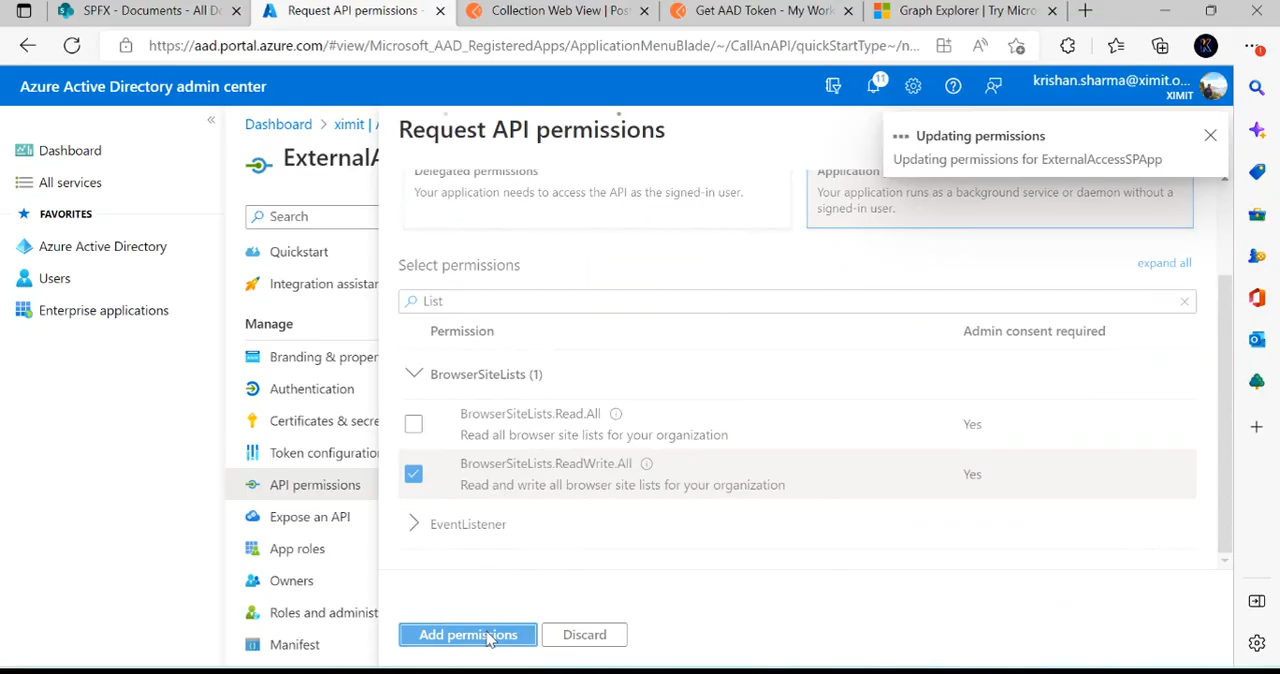 SPFX - Documents - All Do
Request API permissions -
Collection Web View | Pos
Get AAD Token - My Work
Graph Explorer | Try Micro
https://aad.portal.azure.com/#view/Microsoft_AAD_RegisteredApps/ApplicationMenuBlade/~/CallAnAPI/quickStartType~/n...
K
Azure Active Directory admin center
11
krishan.sharma@ximit.o...
XIMIT
Dashboard
All services
FAVORITES
Azure Active Directory
Users
Enterprise applications
Dashboard > ximit | A
ExternalA
Search
Quickstart
Integration assistan
Manage
Branding & proper
Authentication
Certificates & secre
Token configuratio
API permissions
Expose an API
App roles
Owners
Roles and administ
Manifest
Request API permissions
Updating permissions
Updating permissions for ExternalAccessSPApp
Delegated permissions
Your application needs to access the API as the signed-in user.
Application
Your application runs as a background service or daemon without a
signed-in user.
Select permissions
expand all
List
Permission
Admin consent required
BrowserSiteLists (1)
BrowserSiteLists.Read.All
Read all browser site lists for your organization
Yes
BrowserSiteLists.ReadWrite.All
Read and write all browser site lists for your organization
Yes
EventListener
Add permissions
Discard